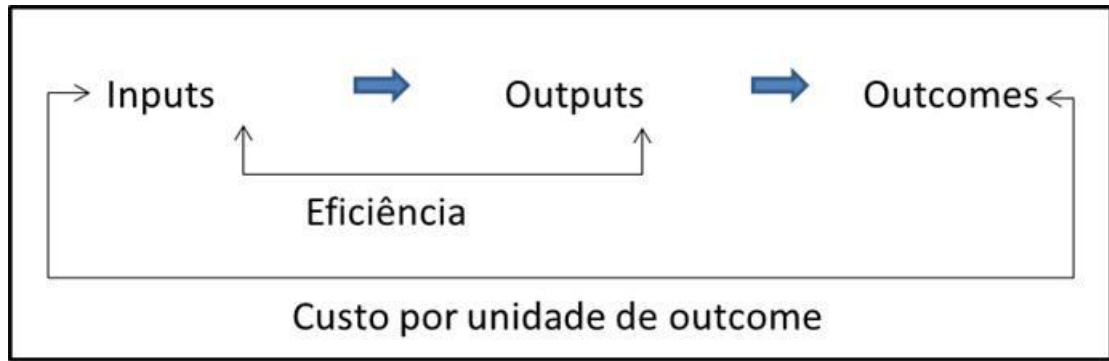 Inputs Outputs Outcomes
Eficiência
Custo por unidade de outcome